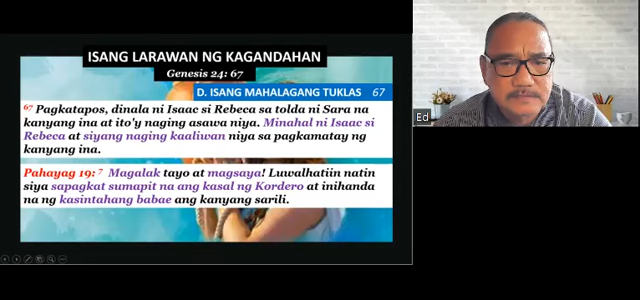 ISANG LARAWAN NG KAGANDAHAN
Genesis 24: 67
D. ISANG MAHALAGANG TUKLAS 67
67 Pagkatapos, dinala ni Isaac si Rebeca sa tolda ni Sara na
kanyang ina at ito'y naging asawa niya. Minahal ni Isaac si
Rebeca at siyang naging kaaliwan niya sa pagkamatay ng
kanyang ina.
Pahayag 19: 7 Magalak tayo at magsaya! Luwalhatiin natin
siya sapagkat sumapit na ang kasal ng Kordero at inihanda
na ng kasintahang babae ang kanyang sarili.
Ed